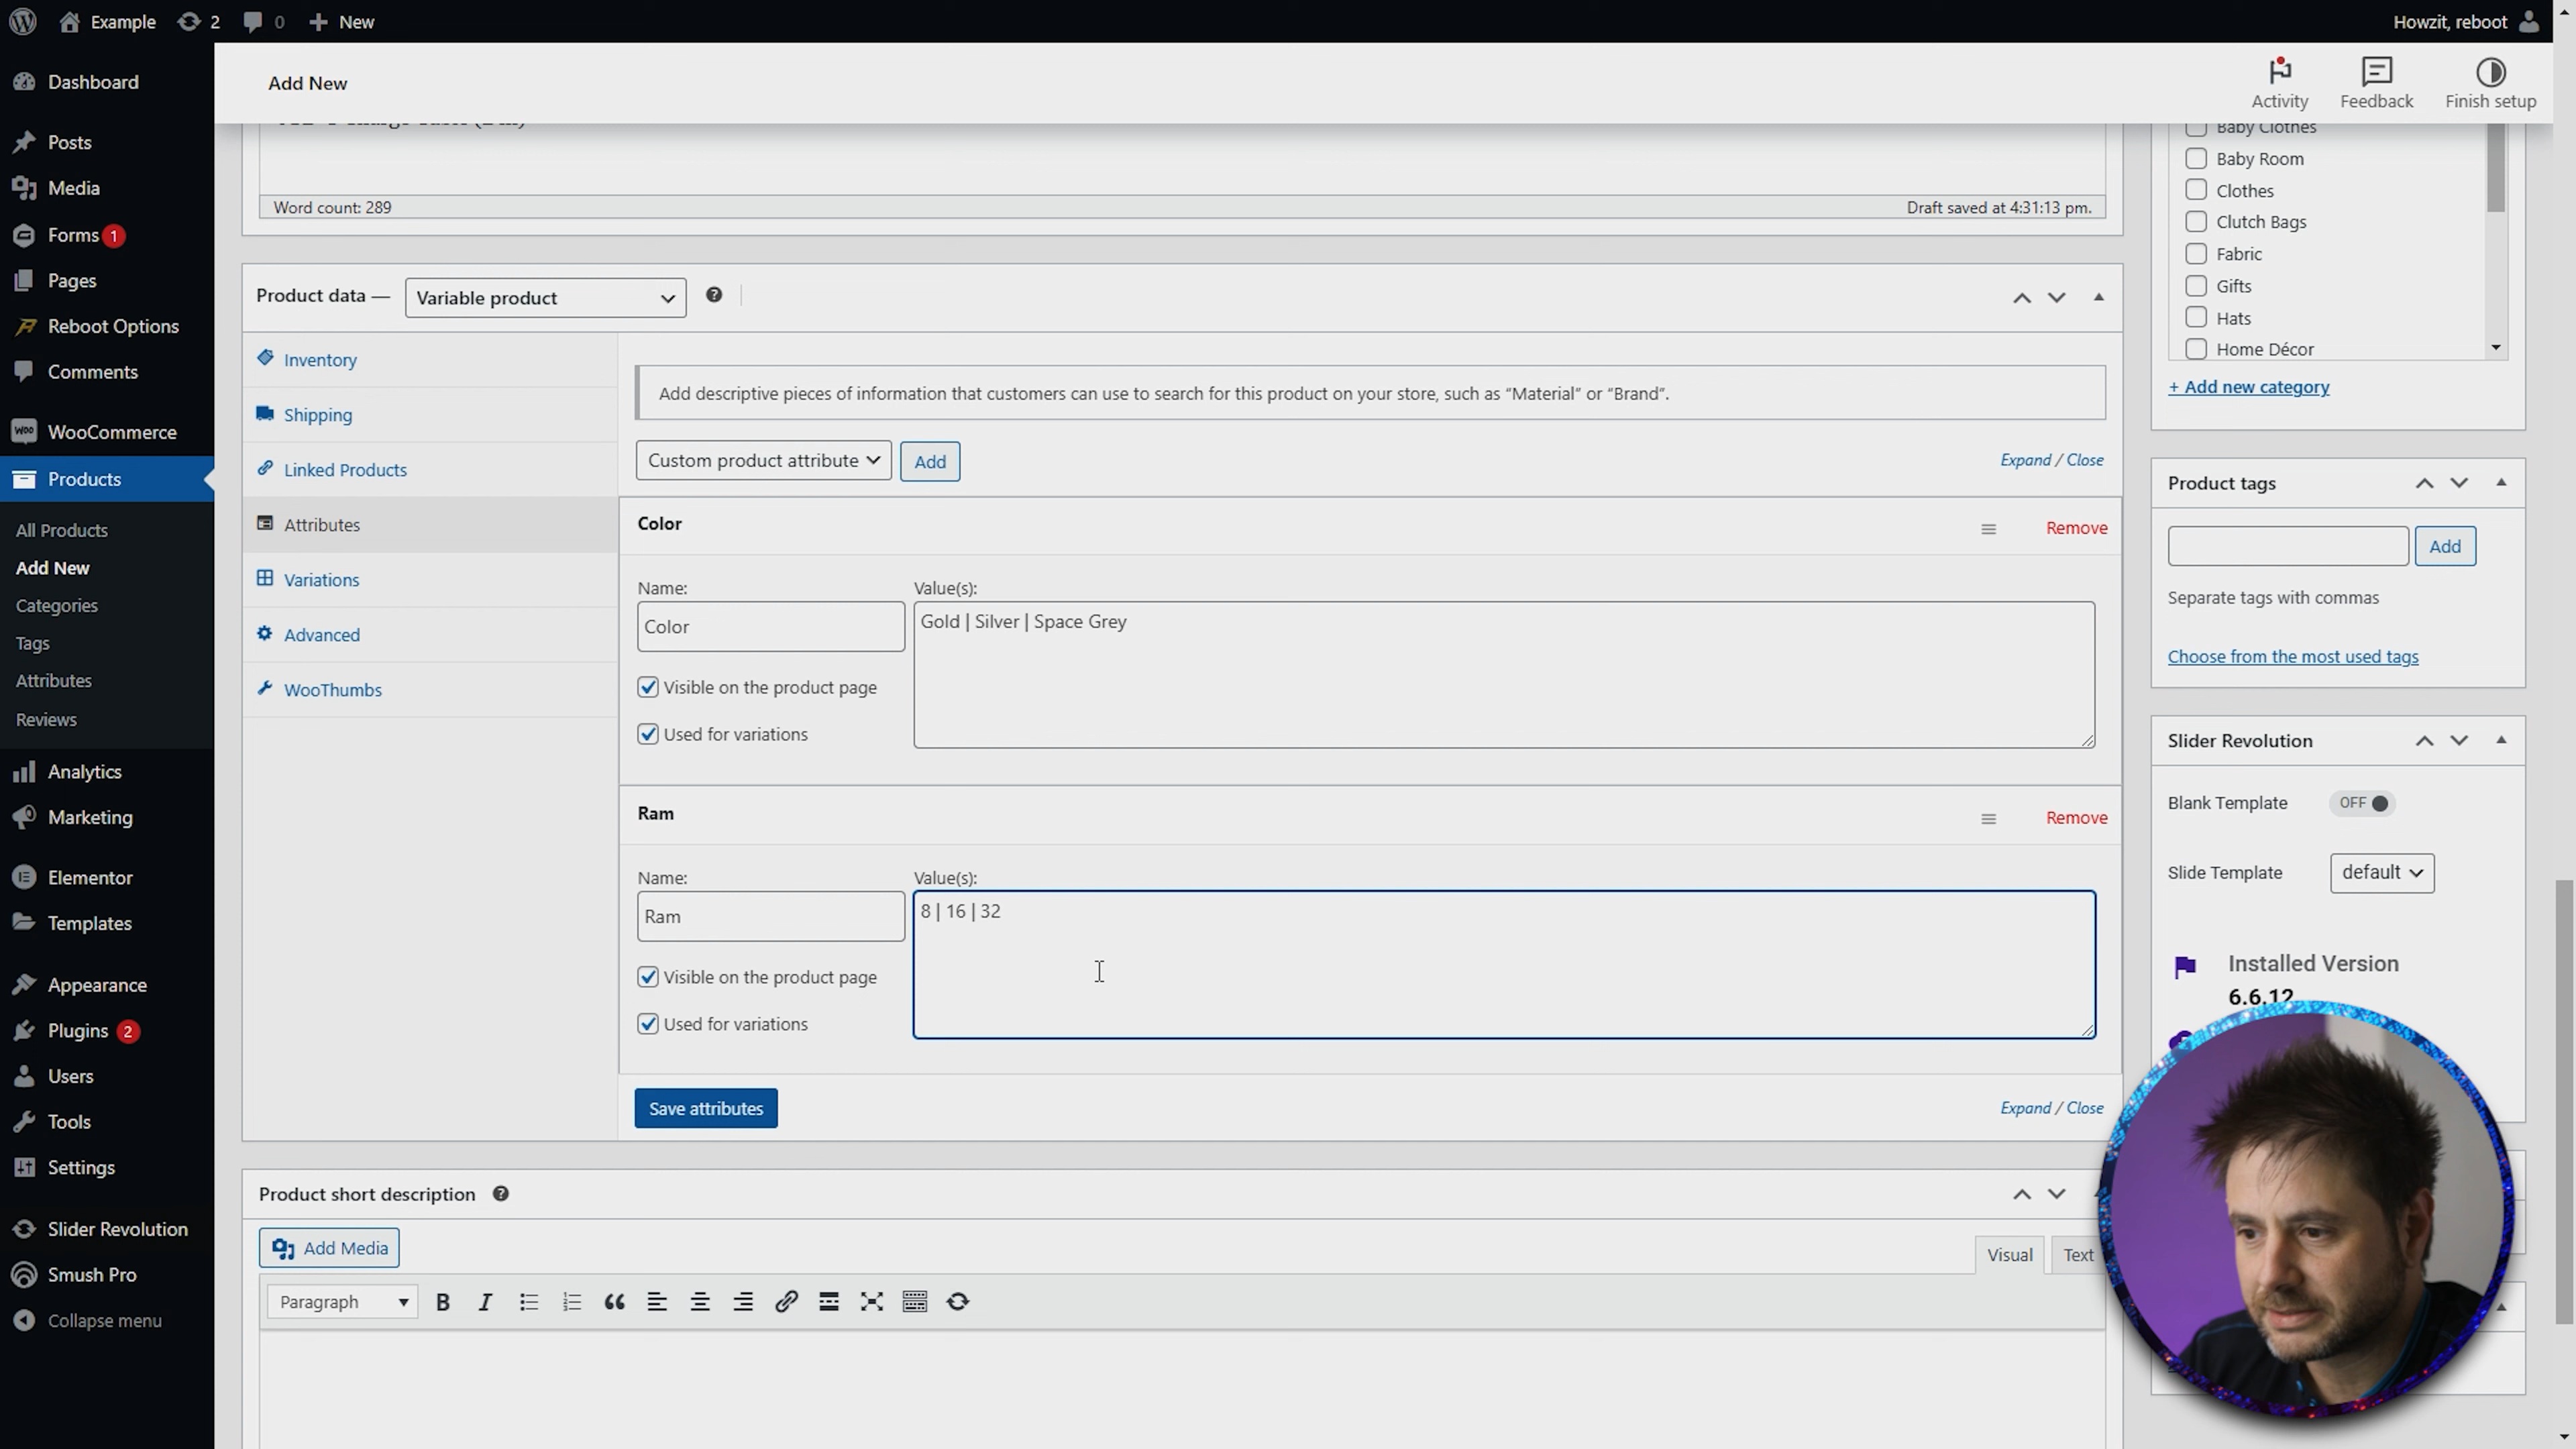 Example
2
0
New
Howzit, reboot
Dashboard
Posts
Media
Forms 1
Pages
Reboot Options
Comments
WooCommerce
Products
All Products
Add New
Categories
Tags
Attributes
Reviews
Analytics
Marketing
Elementor
Templates
Appearance
Plugins 2
Users
Tools
Settings
Slider Revolution
Smush Pro
Collapse menu
Add New
Activity
Feedback
Finish setup
Word count: 289
Draft saved at 4:31:13 pm.
Product data —
Variable product
Inventory
Shipping
Linked Products
Attributes
Variations
Advanced
WooThumbs
Add descriptive pieces of information that customers can use to search for this product on your store, such as “Material” or “Brand”.
Custom product attribute
Add
Expand / Close
Color
Remove
Name:
Value(s):
Color
Gold | Silver | Space Grey
Visible on the product page
Used for variations
Ram
Remove
Name:
Value(s):
Ram
8 | 16 | 32
Visible on the product page
Used for variations
Save attributes
Expand / Close
Product short description
Add Media
Visual
Text
Paragraph
Baby Clothes
Baby Room
Clothes
Clutch Bags
Fabric
Gifts
Hats
Home Décor
+ Add new category
Product tags
Add
Separate tags with commas
Choose from the most used tags
Slider Revolution
Blank Template
OFF
Slide Template
default
Installed Version
6.6.12